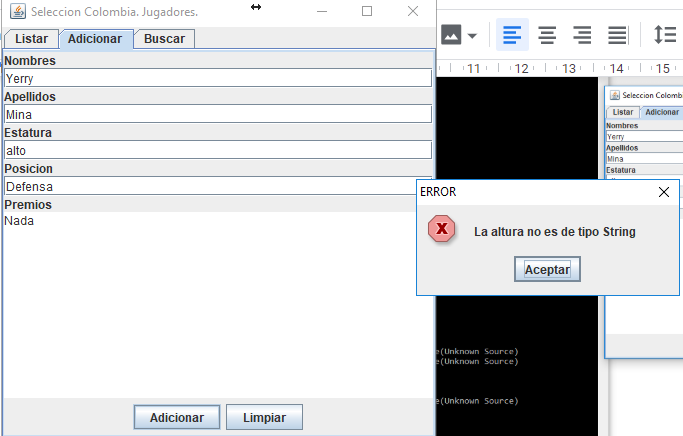 Seleccion Colombia. Jugadores.
Listar Adicionar Buscar
Nombres
Yerry
Apellidos
Mina
Estatura
alto
Posicion
Defensa
Premios
Nada
Adicionar Limpiar
11 12 13 14 15
Seleccion Colomb
Listar Adicionar
Nombres
Yerry
Apellidos
Mina
Estatura
ERROR
La altura no es de tipo String
Aceptar
e(Unknown Source)
e(Unknown Source)
e(Unknown Source)